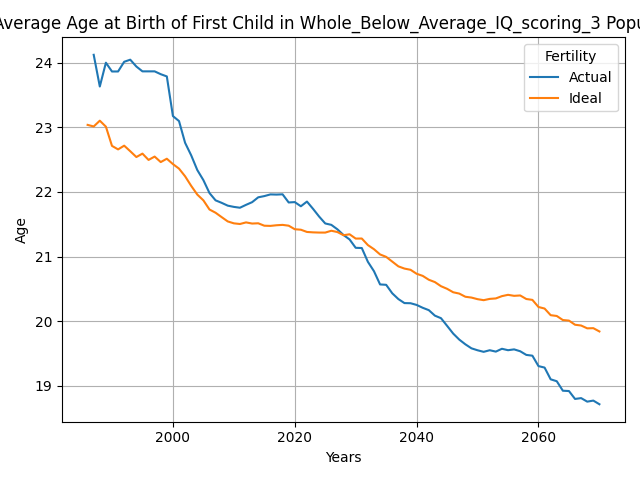 Average Age at Birth of First Child in Whole_Below_Average_IQ_scoring_3 Popu
Fertility
Actual
Ideal
24
23
22
21
20
19
Age
2000 2020 2040 2060
Years